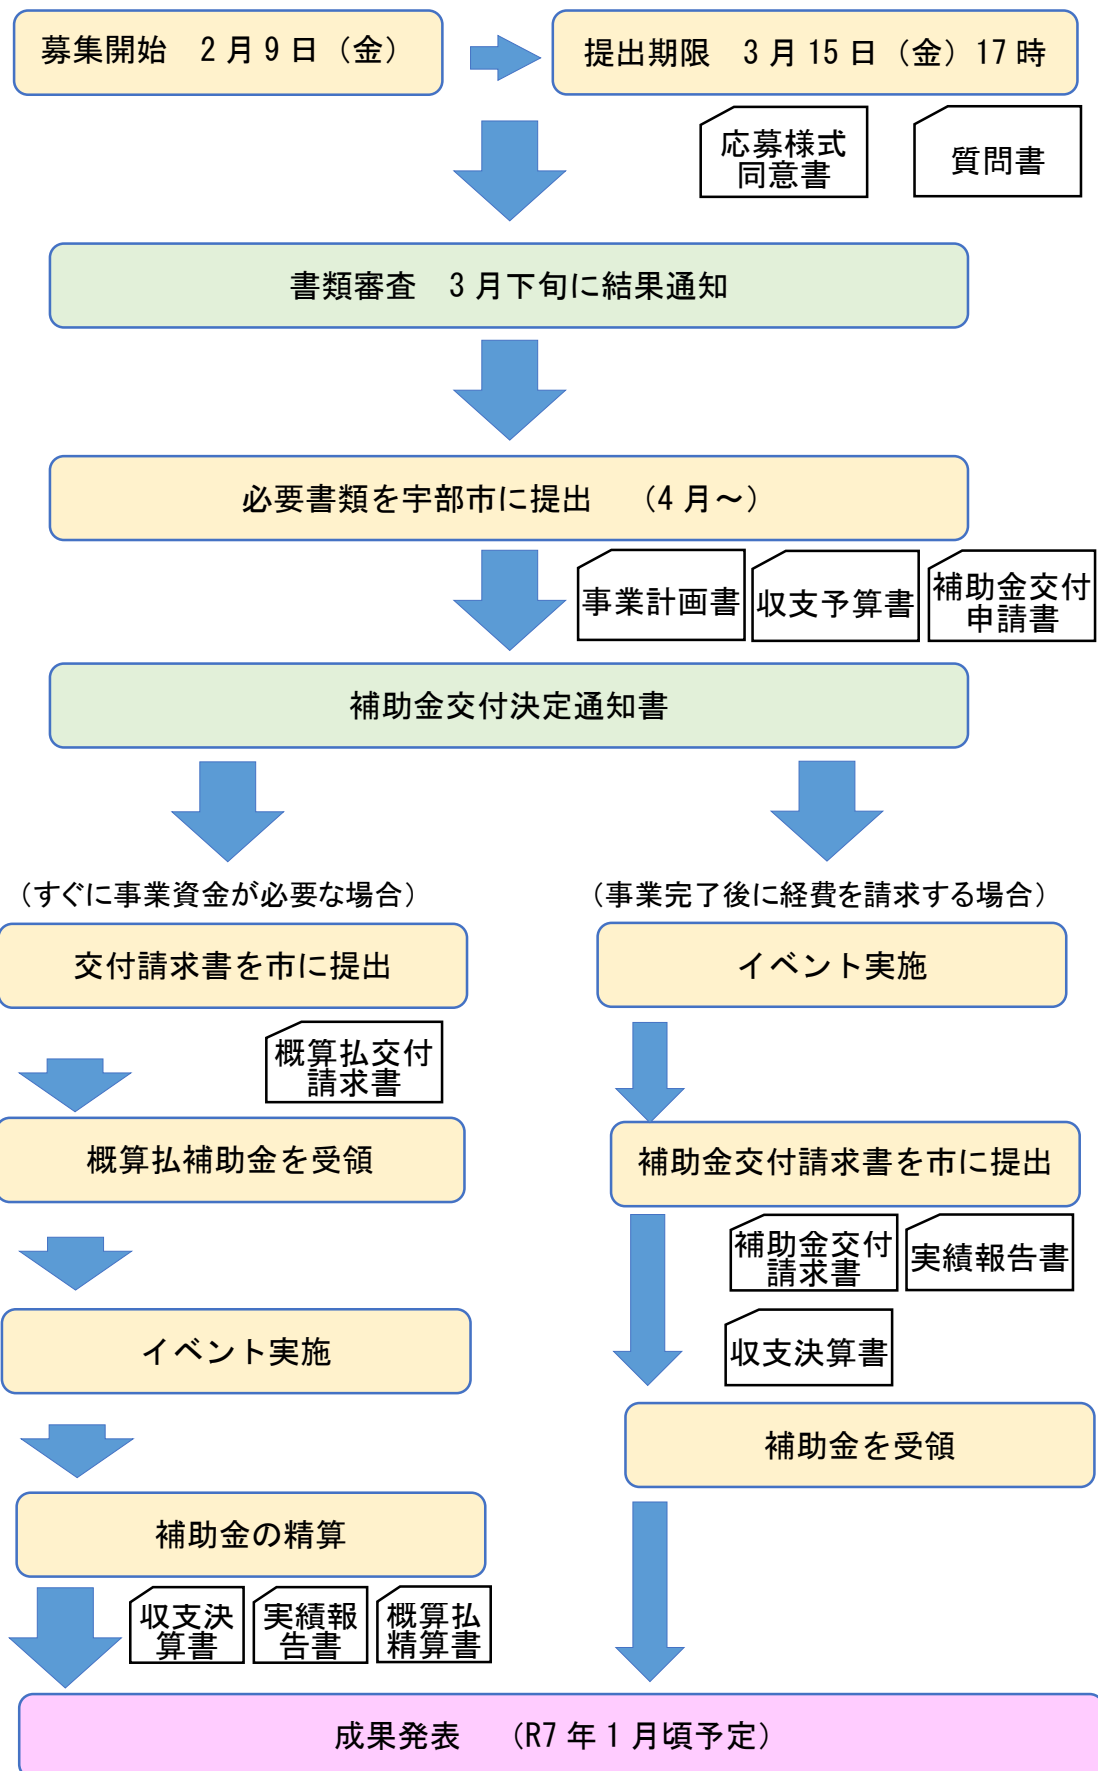 募集開始　2月9日（金）
提出期限　3月15日（金）17時
応募様式
同意書
質問書
書類審査　3月下旬に結果通知
必要書類を宇部市に提出　（4月～）
事業計画書
収支予算書
補助金交付
申請書
補助金交付決定通知書
（すぐに事業資金が必要な場合）
交付請求書を市に提出
概算払交付
請求書
概算払補助金を受領
イベント実施
補助金の精算
収支決
算書
実績報
告書
概算払
精算書
（事業完了後に経費を請求する場合）
イベント実施
補助金交付請求書を市に提出
補助金交付
請求書
実績報告書
収支決算書
補助金を受領
成果発表　（R7年1月頃予定）